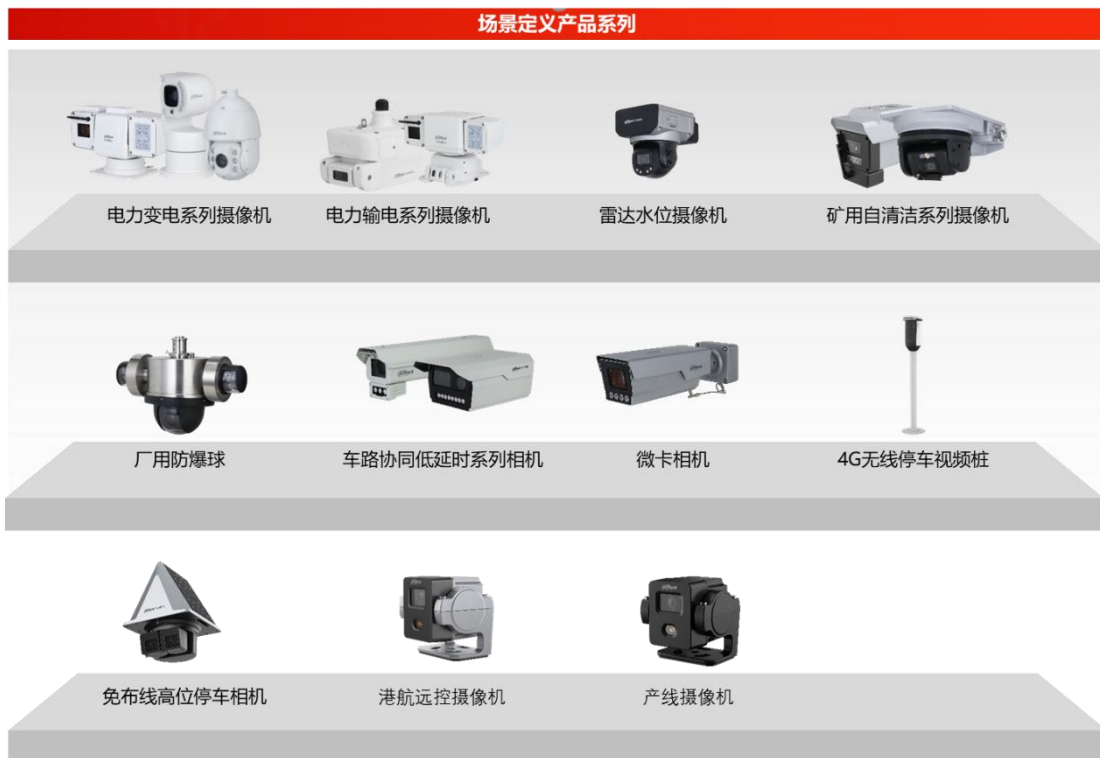 场景定义产品系列
电力变电系列摄像机
电力输电系列摄像机
雷达水位摄像机
矿用自清洁系列摄像机
厂用防爆球
车路协同低延时系列相机
微卡相机
4G无线停车视频桩
免布线高位停车相机
港航远控摄像机
产线摄像机